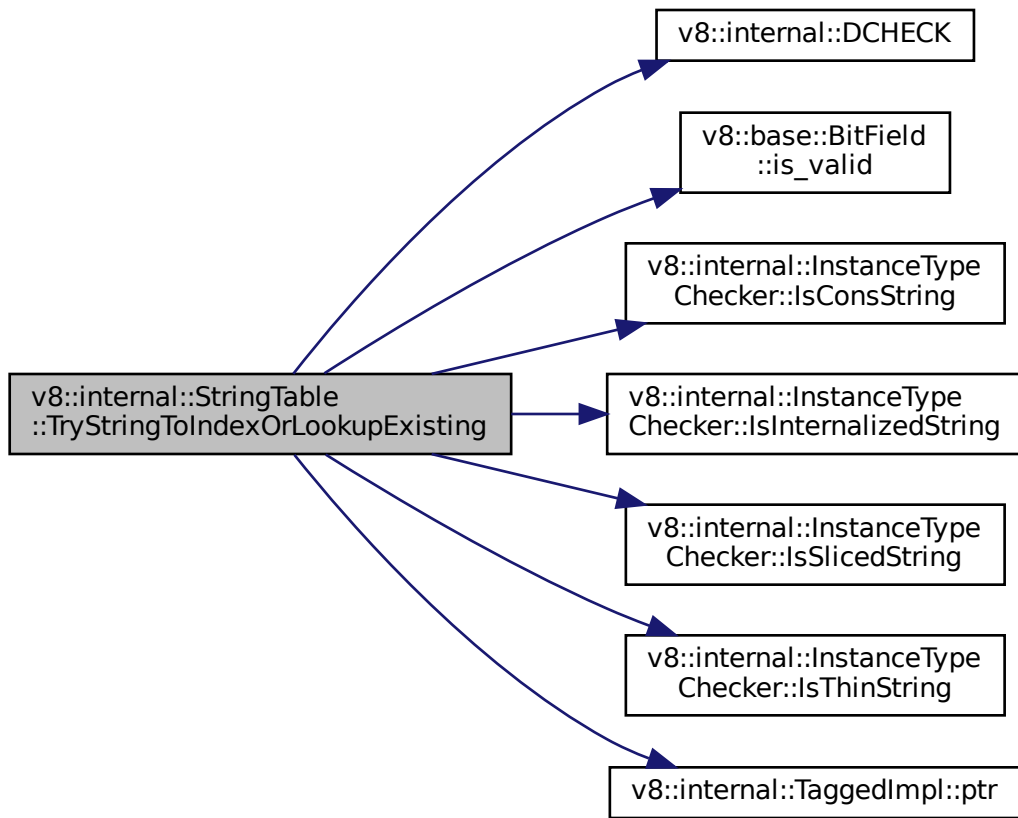 v8::internal::DCHECK
v8::base::BitField
::is_valid
v8::internal::InstanceType
Checker::IsConsString
v8::internal::StringTable
::TryStringToIndexOrLookupExisting
v8::internal::InstanceType
Checker::IsInternalizedString
v8::internal::InstanceType
Checker::IsSlicedString
v8::internal::InstanceType
Checker::IsThinString
v8::internal::TaggedImpl::ptr